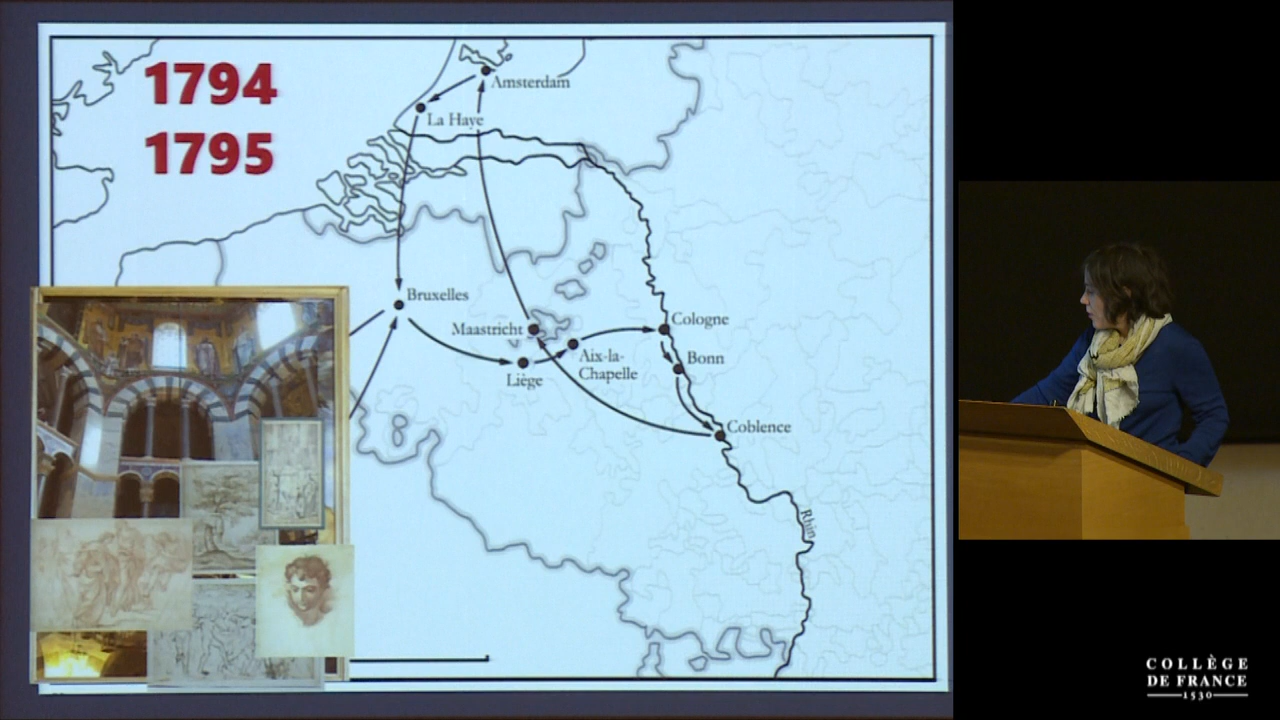 1794
1795
Amsterdam
La Haye
Bruxelles
Maastricht
Cologne
Aix-la-
Chapelle
Liège
Bonn
Coblence
Rhin
COLLÈGE
DE FRANCE
1530